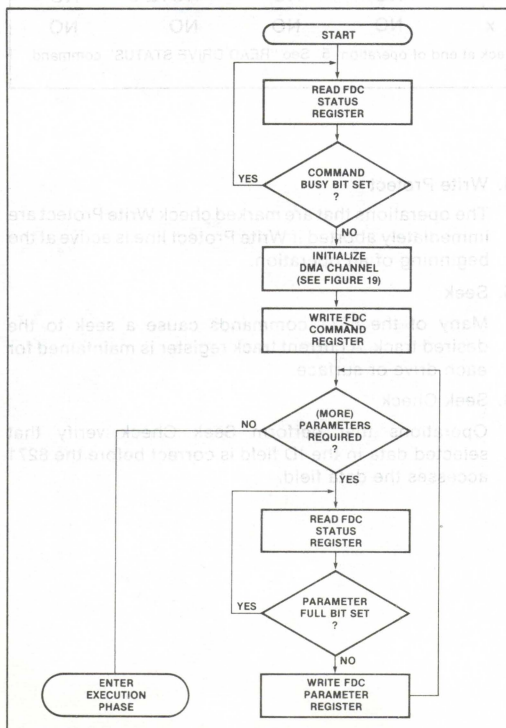 × NO NO NO
START
READ FDC
STATUS
REGISTER
COMMAND
BUSY BIT SET
?
YES
NO
INITIALIZE
DMA CHANNEL
(SEE FIGURE 19)
WRITE FDC
COMMAND
REGISTER
(MORE)
PARAMETERS
REQUIRED
?
NO
YES
READ FDC
STATUS
REGISTER
PARAMETER
FULL BIT SET
?
YES
NO
WRITE FDC
PARAMETER
REGISTER
ENTER
EXECUTION
PHASE
Write Protect
The operations that are marked check Write Protect are
immediately aborted if Write Protect line is active at the
beginning of operation.
Seek
Many of the commands cause a seek to the
desired track. A current track register is maintained for
each drive or surface.
Seek Check
Operations that perform Seek Check verify that
selected data in the ID field is correct before the 8271
accesses the data field.